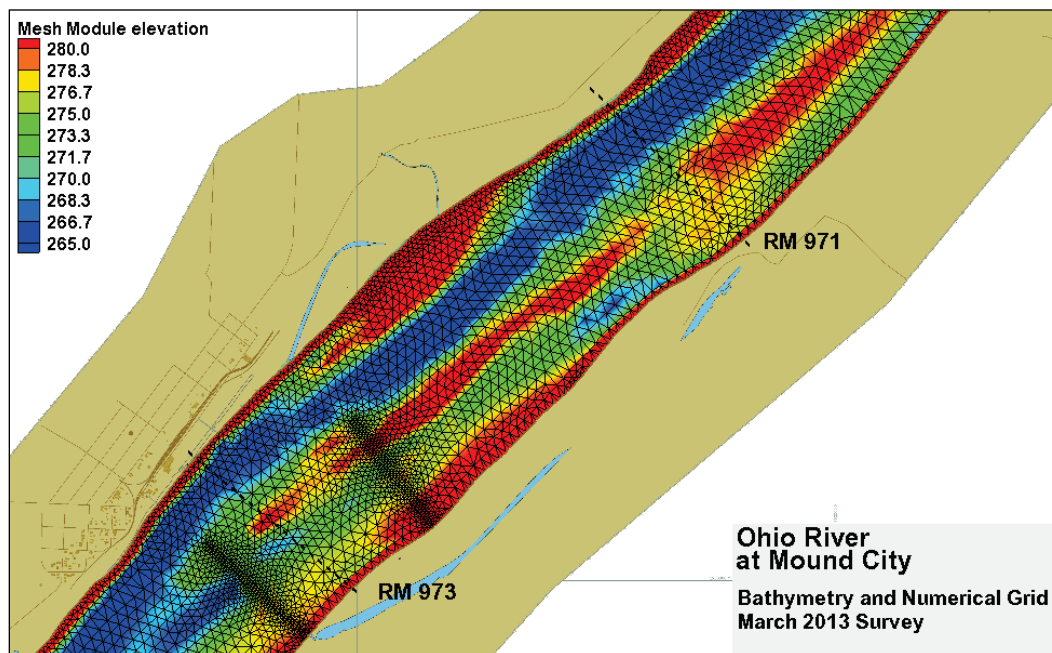 Mesh Module elevation
280.0
278.3
276.7
275.0
273.3
271.7
270.0
268.3
266.7
265.0
RM 971
RM 973
Ohio River
at Mound City
Bathymetry and Numerical Grid
March 2013 Survey